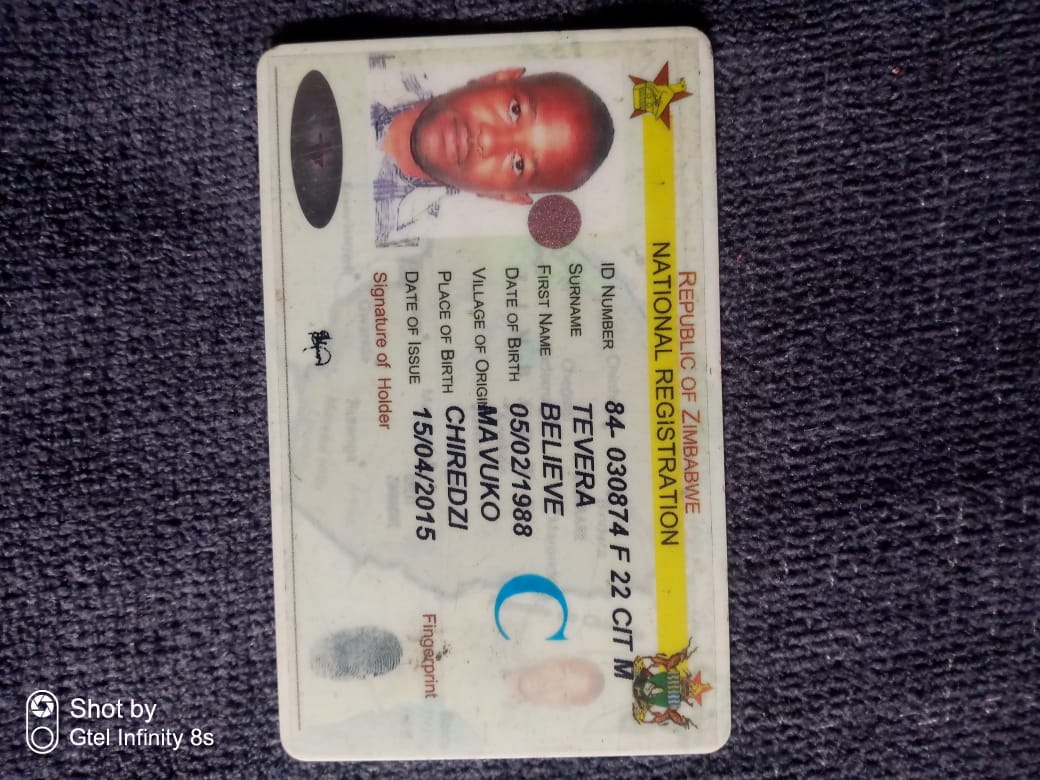 REPUBLIC OF ZIMBABWE
NATIONAL REGISTRATION
ID NUMBER 84- 030874 F 22 CIT M
SURNAME TEVERA
FIRST NAME BELIEVE
DATE OF BIRTH 05/02/1988
VILLAGE OF ORIGIN MAVUKO
PLACE OF BIRTH CHIREDZI
DATE OF ISSUE 15/04/2015
C
Signature of Holder
Fingerprint
Shot by
Gtel Infinity 8s